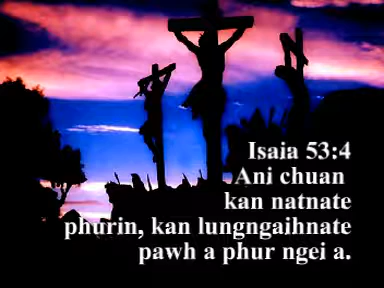 Isaia 53:4
Ani chuan
kan natnate
phurin, kan lungngaihnate
pawh a phur ngei a.